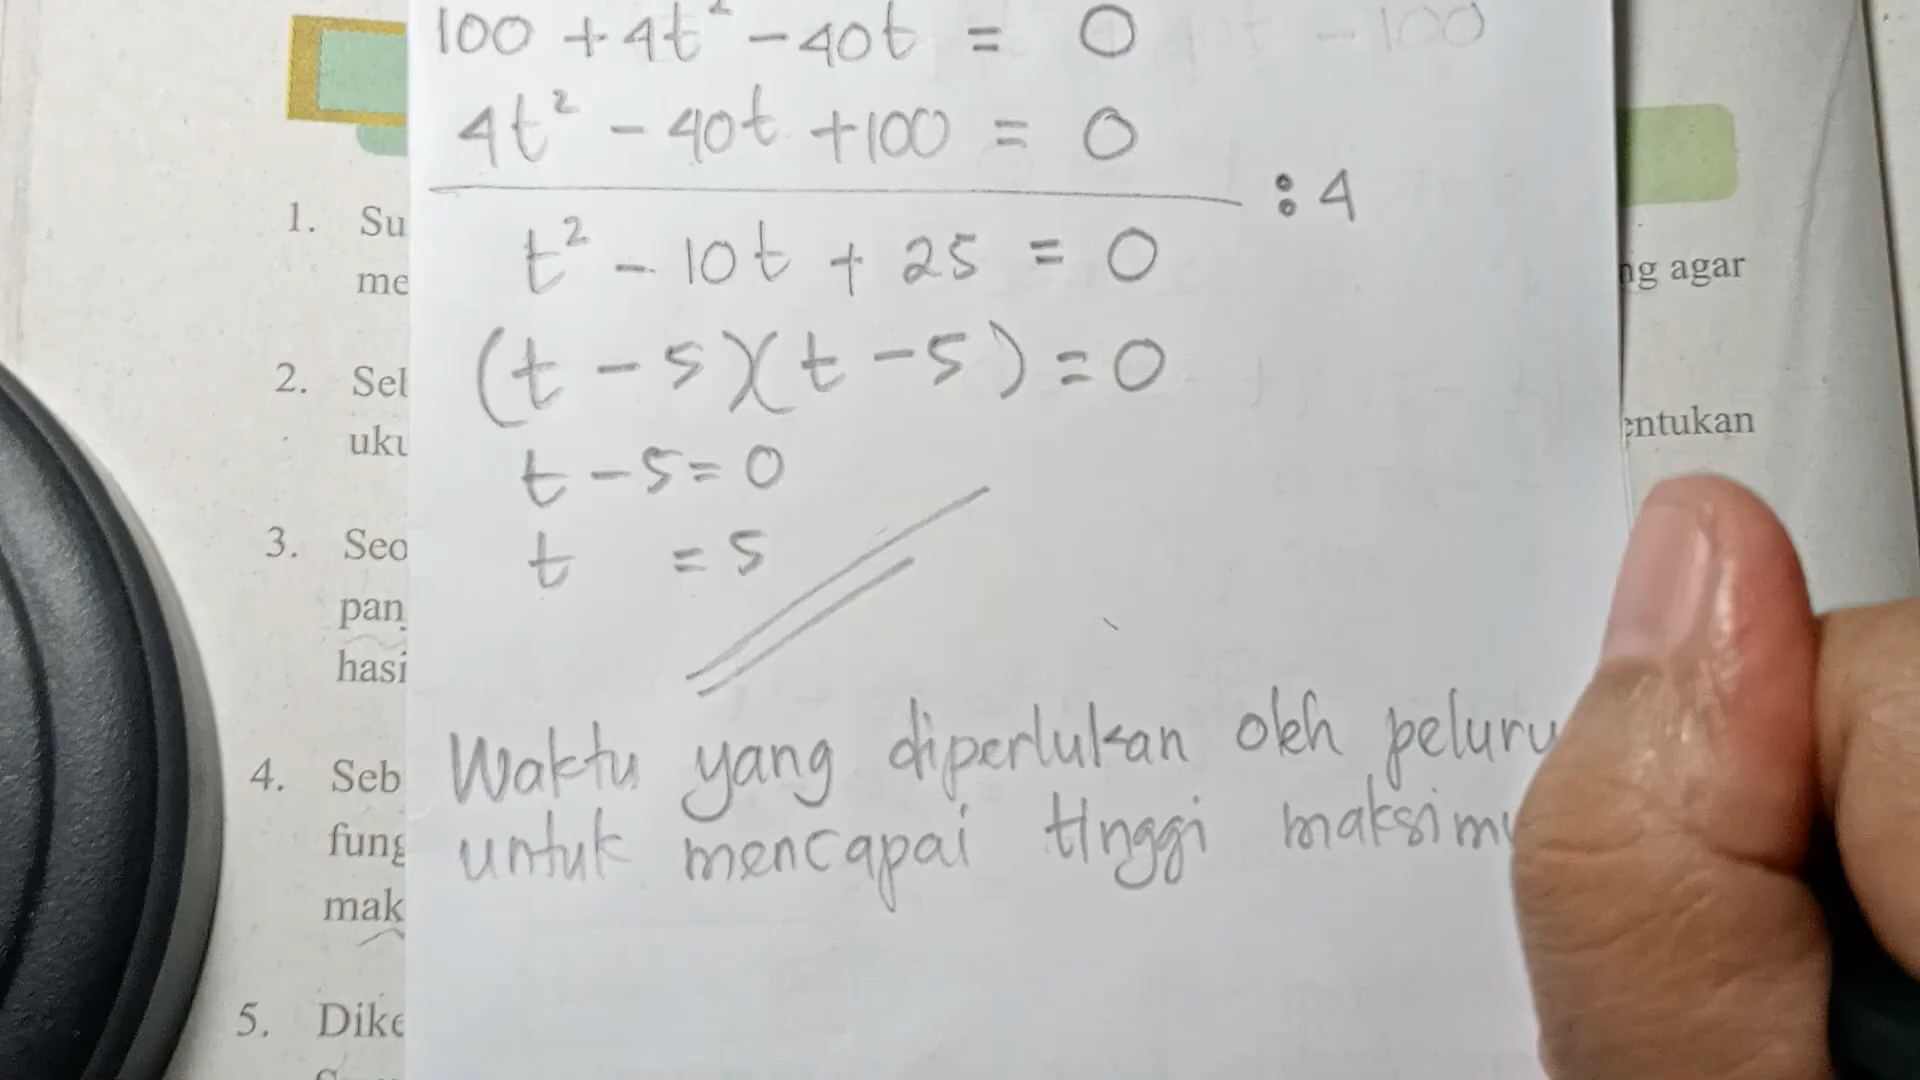 100 + 4t² - 40t = 0
4t² - 40t + 100 = 0
: 4
t² - 10t + 25 = 0
(t - 5)(t - 5) = 0
t - 5 = 0
t = 5
Waktu yang diperlukan oleh peluru
untuk mencapai tinggi
1. Su
me
ng agar
2. Sel
uku
entukan
3. Seo
pan
hasi
4. Seb
fung
mak
5. Dike
- 100